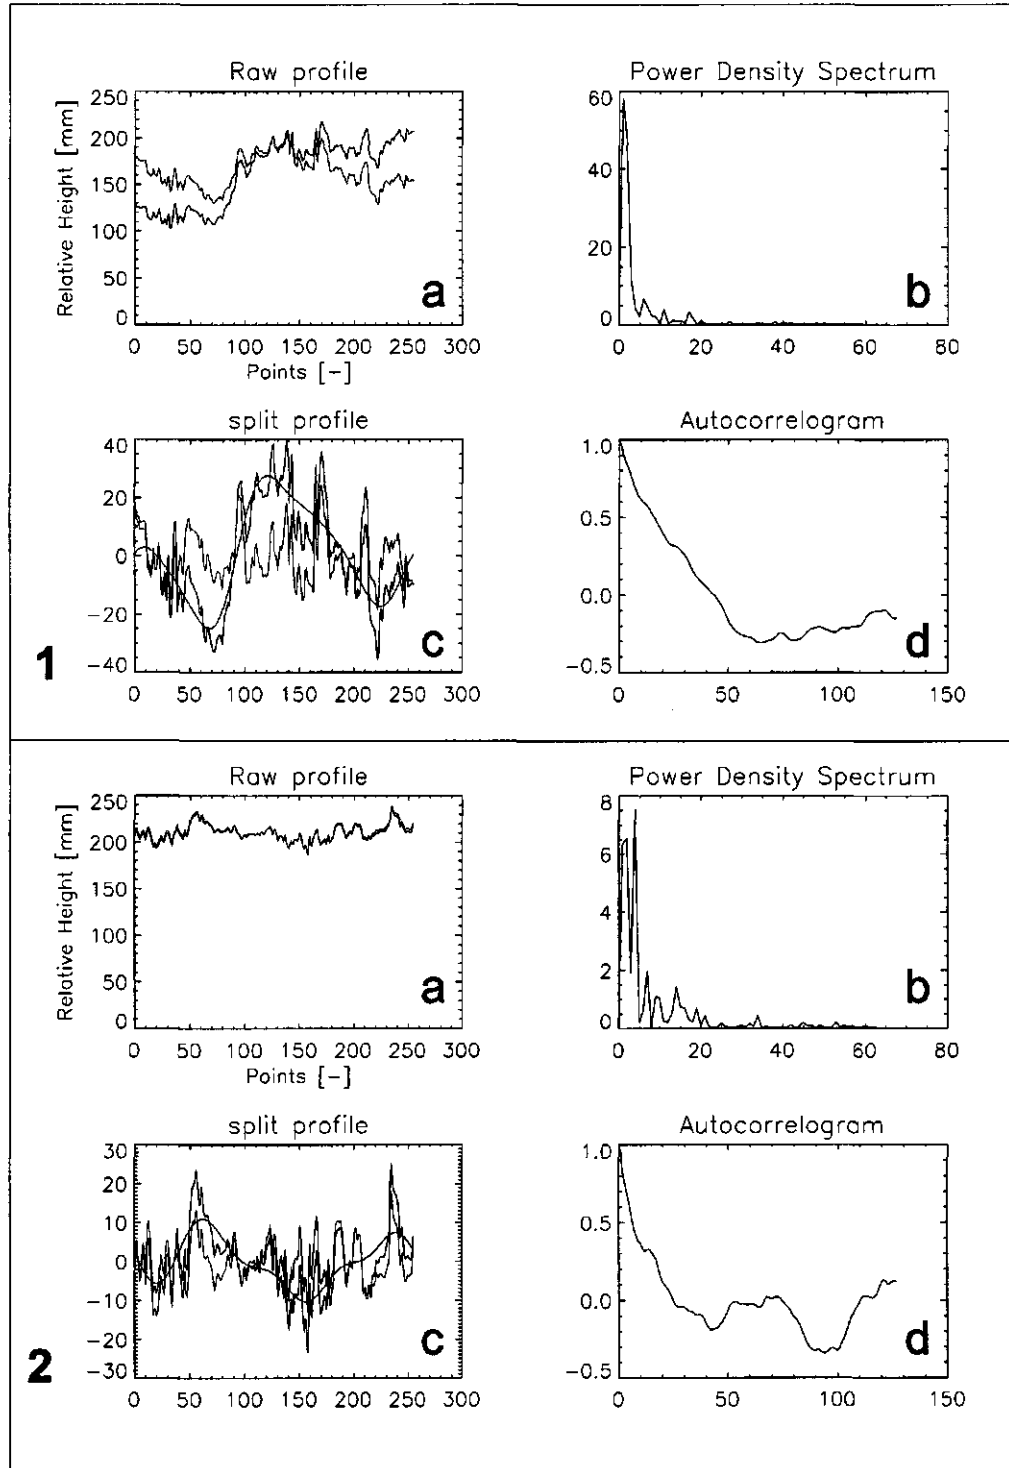 Raw profile
Power Density Spectrum
Relative Height [mm]
250
200
150
100
50
0
0 50 100 150 200 250 300
Points [-]
a
60
40
20
0
0 20 40 60 80
b
split profile
Autocorrelogram
40
20
0
-20
-40
0 50 100 150 200 250 300
c
1.0
0.5
0.0
-0.5
0 50 100 150
d
1
Raw profile
Power Density Spectrum
Relative Height [mm]
250
200
150
100
50
0
0 50 100 150 200 250 300
Points [-]
a
8
6
4
2
0
0 20 40 60 80
b
split profile
Autocorrelogram
30
20
10
0
-10
-20
-30
0 50 100 150 200 250 300
c
1.0
0.5
0.0
-0.5
0 50 100 150
d
2